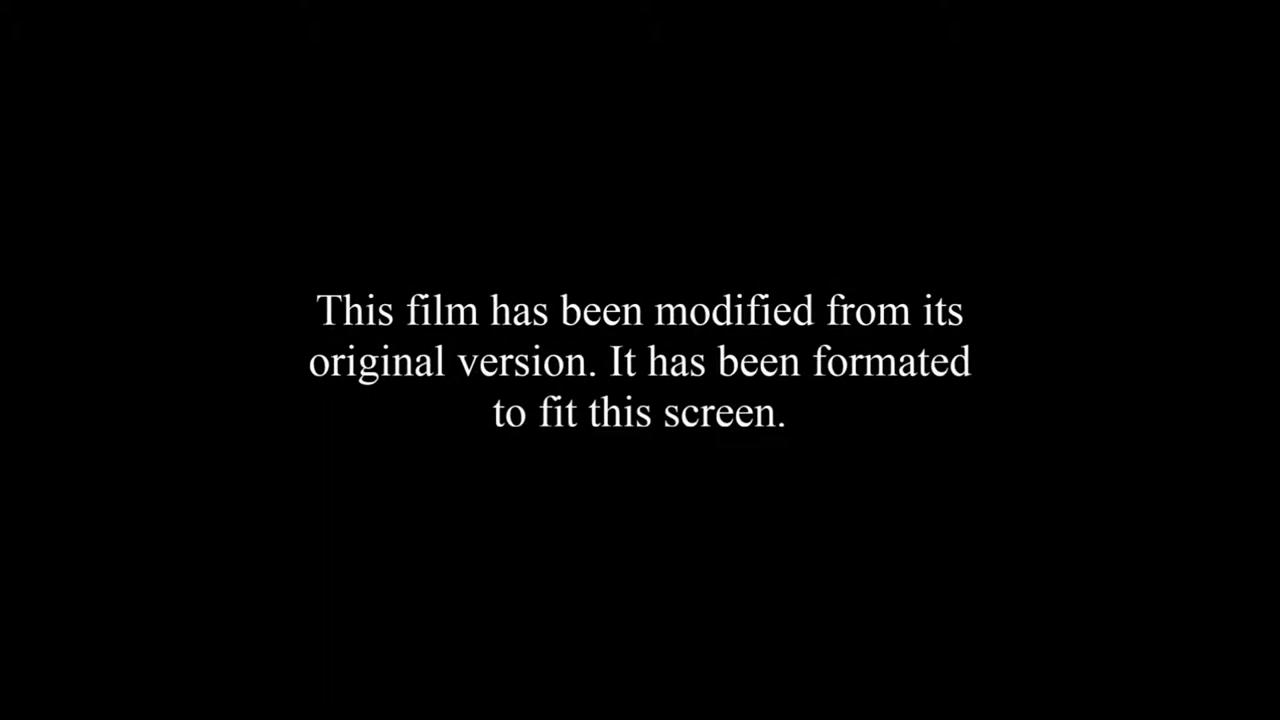 This film has been modified from its
original version. It has been formated
to fit this screen.